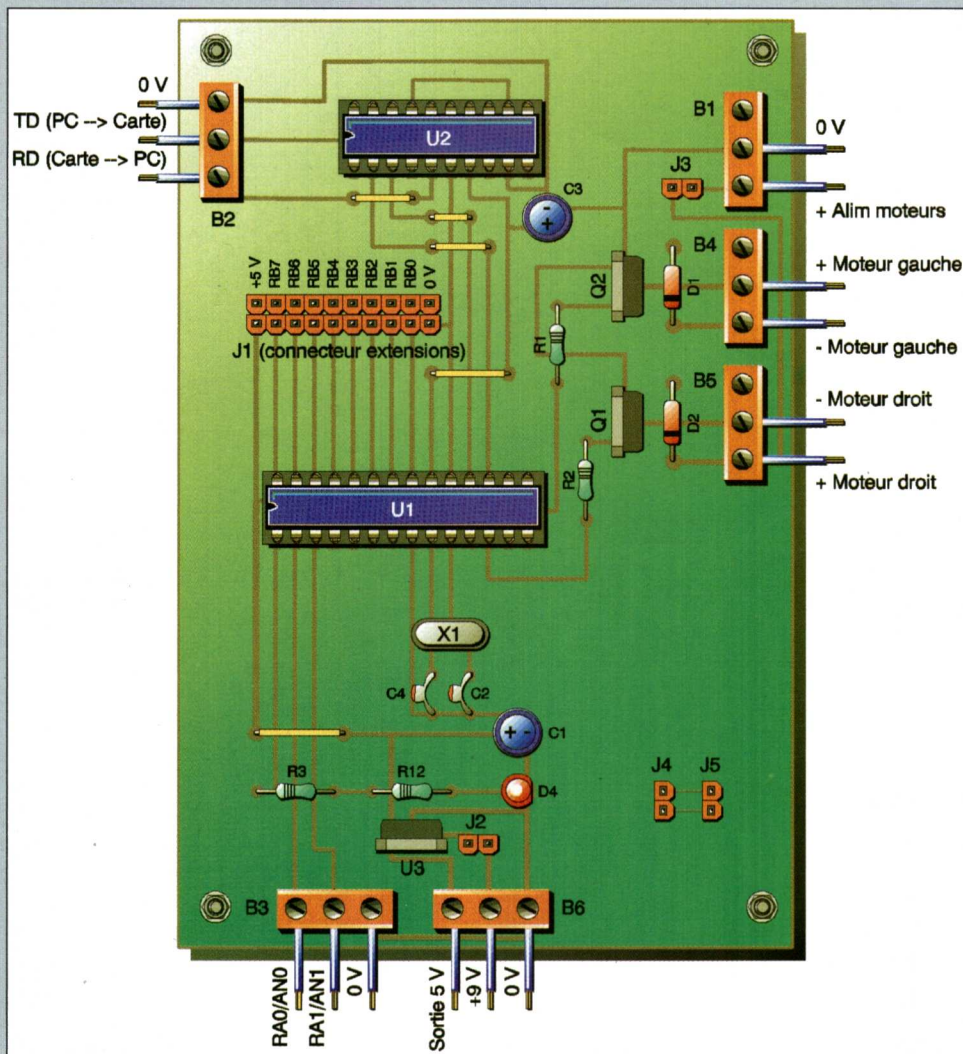 0 V
TD (PC --> Carte)
RD (Carte --> PC)
B2
U2
C3
B1
0 V
J3
+ Alim moteurs
B4
+ Moteur gauche
- Moteur gauche
D1
Q2
R1
+5 V
RB7
RB6
RB5
RB4
RB3
RB2
RB1
RB0
0 V
J1 (connecteur extensions)
B5
- Moteur droit
+ Moteur droit
D2
Q1
R2
U1
X1
C4
C2
+ -
C1
R3
R12
D4
J2
U3
J4
J5
B3
B6
RA0/AN0
RA1/AN1
0 V
Sortie 5 V
+9 V
0 V